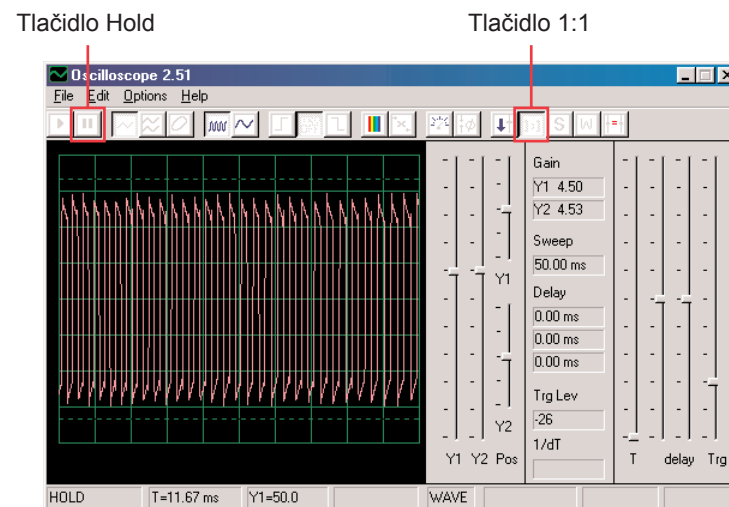 Tlačidlo Hold
Tlačidlo 1:1
Oscilloscope 2.51
File Edit Options Help
Gain
Y1 4.50
Y2 4.53
Sweep
50.00 ms
Delay
0.00 ms
0.00 ms
0.00 ms
Trg Lev
-26
1/dT
Y1
Y2
Y1 Y2 Pos
T delay Trg
HOLD T=11.67 ms Y1=50.0 WAVE